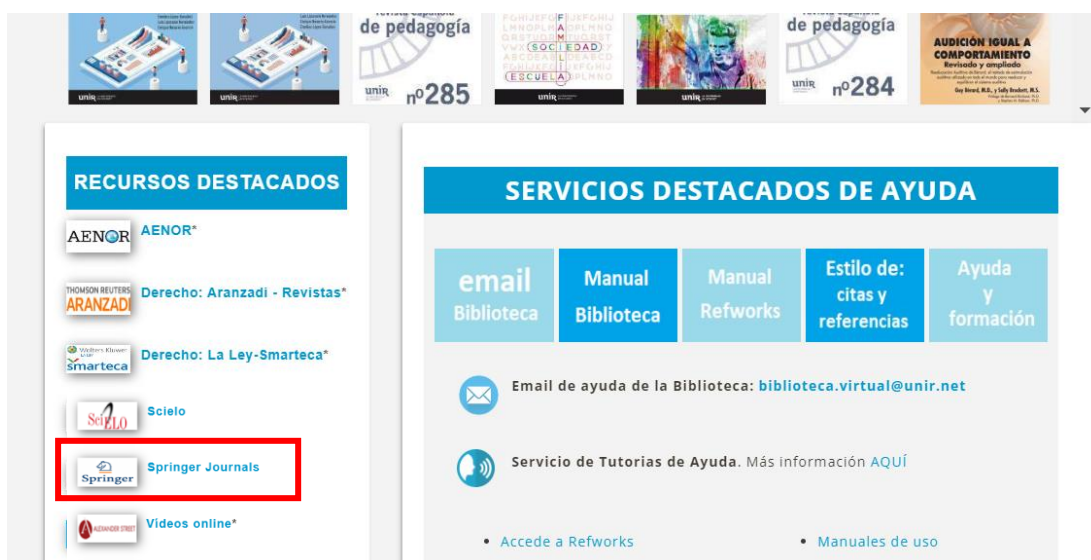 de pedagogía
nº285
unir
unir
unir
SOCIEDAD
FAMILIA
ESCUELA
unir
unir
de pedagogía
unir
nº284
AUDICIÓN IGUAL A
COMPORTAMIENTO
Revisado y ampliado
Guy Bérard, M.D., y Sally Brockett, M.S.
RECURSOS DESTACADOS
AENOR
AENOR*
THOMSON REUTERS
ARANZADI
Derecho: Aranzadi - Revistas*
Wolters Kluwer
smarteca
Derecho: La Ley-Smarteca*
SciELO
Scielo
Springer
Springer Journals
ALEXANDER STREET
Videos online*
SERVICIOS DESTACADOS DE AYUDA
email
Biblioteca
Manual
Biblioteca
Manual
Refworks
Estilo de:
citas y
referencias
Ayuda
y
formación
Email de ayuda de la Biblioteca: biblioteca.virtual@unir.net
Servicio de Tutorias de Ayuda. Más información AQUÍ
• Accede a Refworks
• Manuales de uso